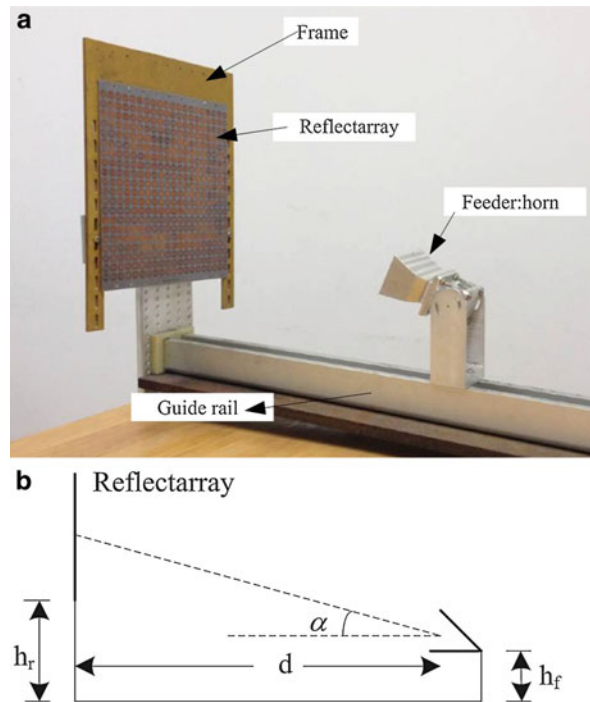 a
Frame
Reflectarray
Feeder:horn
Guide rail
b
Reflectarray
α
h_r
d
h_f